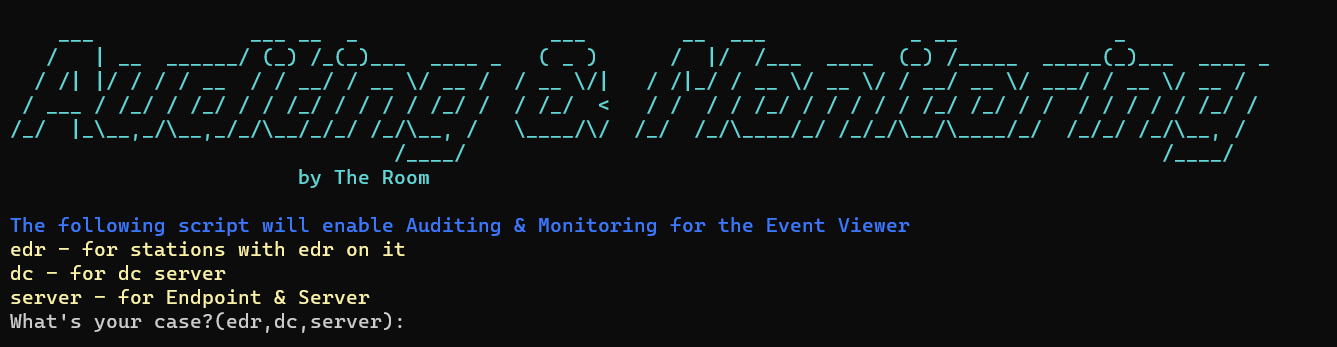 Auditing & Monitoring
by The Room
The following script will enable Auditing & Monitoring for the Event Viewer
edr - for stations with edr on it
dc - for dc server
server - for Endpoint & Server
What's your case?(edr,dc,server):